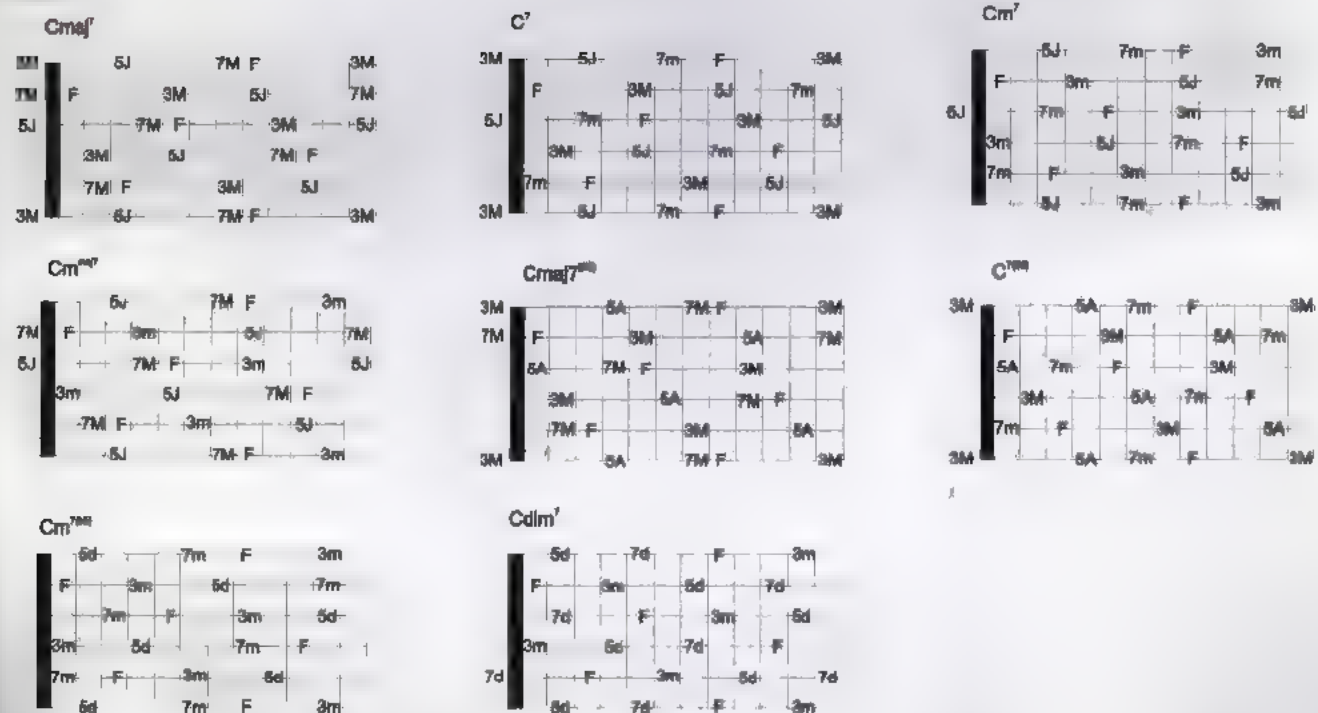 Cmaj7
5J 7M F 3M
F 3M 5J 7M
5J 7M F 3M 5J
3M 5J 7M F
7M F 3M 5J
3M 5J 7M F 3M
C7
3M 5J 7m F 3M
F 3M 5J 7m
5J 7m F 3M 5J
3M 5J 7m F
7m F 3M 5J
3M 5J 7m F 3M
Cm7
5J 7m F 3m
F 3m 5J 7m
5J 7m F 3m 5J
3m 5J 7m F
7m F 3m 5J
5J 7m F 3m
Cm
5J 7M F 3m
7M F 3m 5J 7M
5J 7M F 3m 5J
3m 5J 7M F
7M F 3m 5J
5J 7M F 3m
Cmaj7
3M 5A 7M F 3M
7M F 3M 5A 7M
5A 7M F 3M
3M 5A 7M F
7M F 3M 5A
3M 5A 7M F 3M
C
3M 5A 7m F 3M
F 3M 5A 7m
5A 7m F 3M
3M 5A 7m F
7m F 3M 5A
3M 5A 7m F 3M
Cm
5d 7m F 3m
F 3m 5d 7m
7m F 3m 5d
3m 5d 7m F
7m F 3m 5d
5d 7m F 3m
Cdim7
5d 7d F 3m
F 3m 5d 7d
7d F 3m 5d
3m 5d 7d F
7d F 3m 5d 7d
5d 7d F 3m